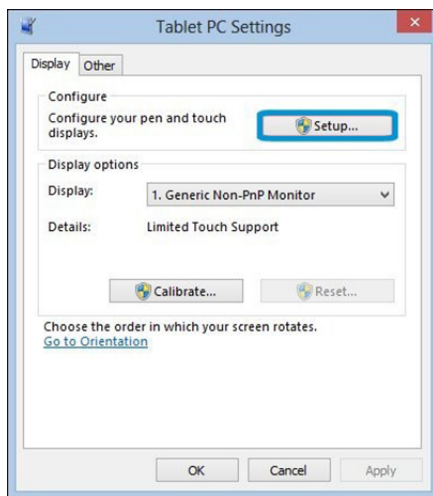 Tablet PC Settings
Display Other
Configure
Configure your pen and touch
displays.
Setup...
Display options
Display: 1. Generic Non-PnP Monitor
Details: Limited Touch Support
Calibrate... Reset...
Choose the order in which your screen rotates.
Go to Orientation
OK Cancel Apply